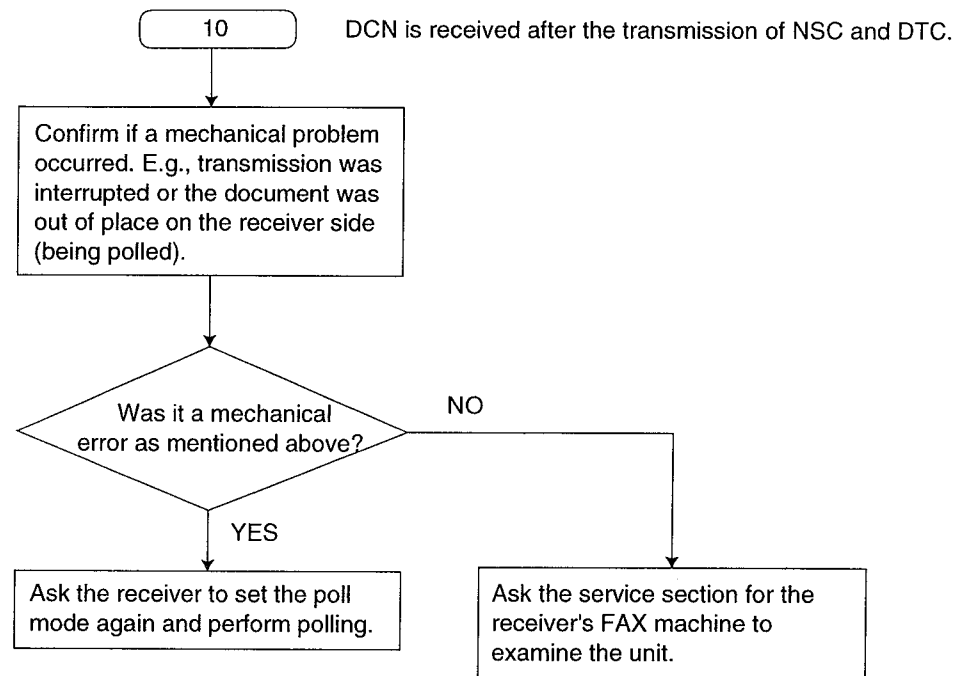 10
DCN is received after the transmission of NSC and DTC.
Confirm if a mechanical problem
occurred. E.g., transmission was
interrupted or the document was
out of place on the receiver side
(being polled).
Was it a mechanical
error as mentioned above?
NO
YES
Ask the receiver to set the poll
mode again and perform polling.
Ask the service section for the
receiver's FAX machine to
examine the unit.